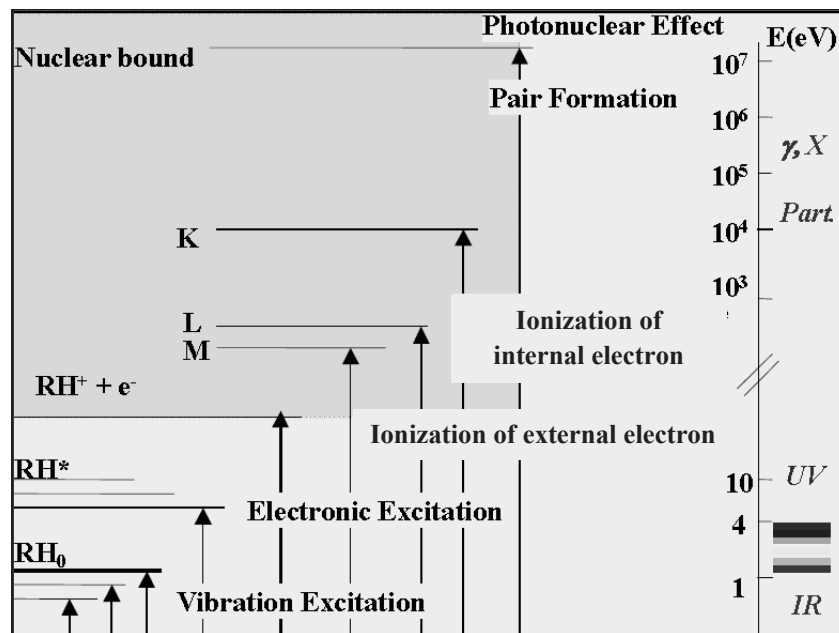 Photonuclear Effect
E(eV)
Nuclear bound
10⁷
Pair Formation
10⁶
γ, X
10⁵
Part.
K
10⁴
10³
L
Ionization of
internal electron
M
RH⁺ + e⁻
Ionization of external electron
RH*
10
UV
Electronic Excitation
4
RH₀
1
Vibration Excitation
IR